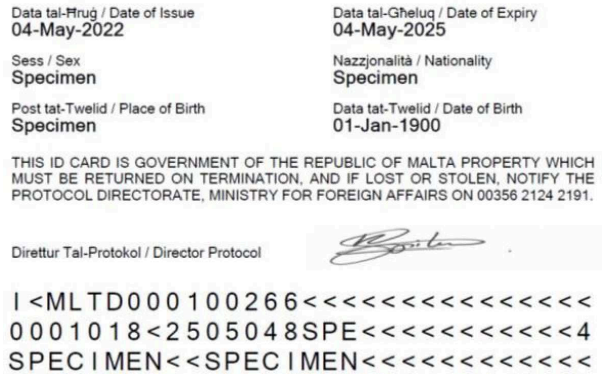 Data tal-Ħruġ / Date of Issue
04-May-2022
Data tal-Għeluq / Date of Expiry
04-May-2025
Sess / Sex
Specimen
Nazzjonalità / Nationality
Specimen
Post tat-Twelid / Place of Birth
Specimen
Data tat-Twelid / Date of Birth
01-Jan-1900
THIS ID CARD IS GOVERNMENT OF THE REPUBLIC OF MALTA PROPERTY WHICH
MUST BE RETURNED ON TERMINATION, AND IF LOST OR STOLEN, NOTIFY THE
PROTOCOL DIRECTORATE, MINISTRY FOR FOREIGN AFFAIRS ON 00356 2124 2191.
Direttur Tal-Protokol / Director Protocol
I<MLTD000100266<<<<<<<<<<<<<<<
0001018<2505048SPE<<<<<<<<<<<4
SPECIMEN<<SPECIMEN<<<<<<<<<<<<